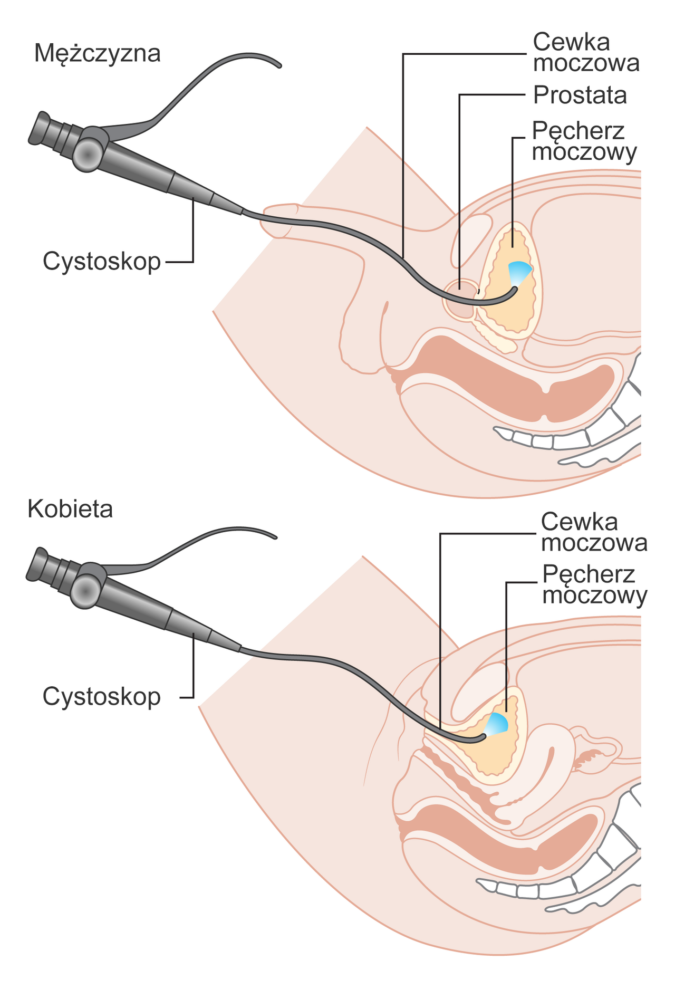 Mężczyzna
Cewka
moczowa
Prostata
Pęcherz
moczowy
Cystoskop
Kobieta
Cewka
moczowa
Pęcherz
moczowy
Cystoskop